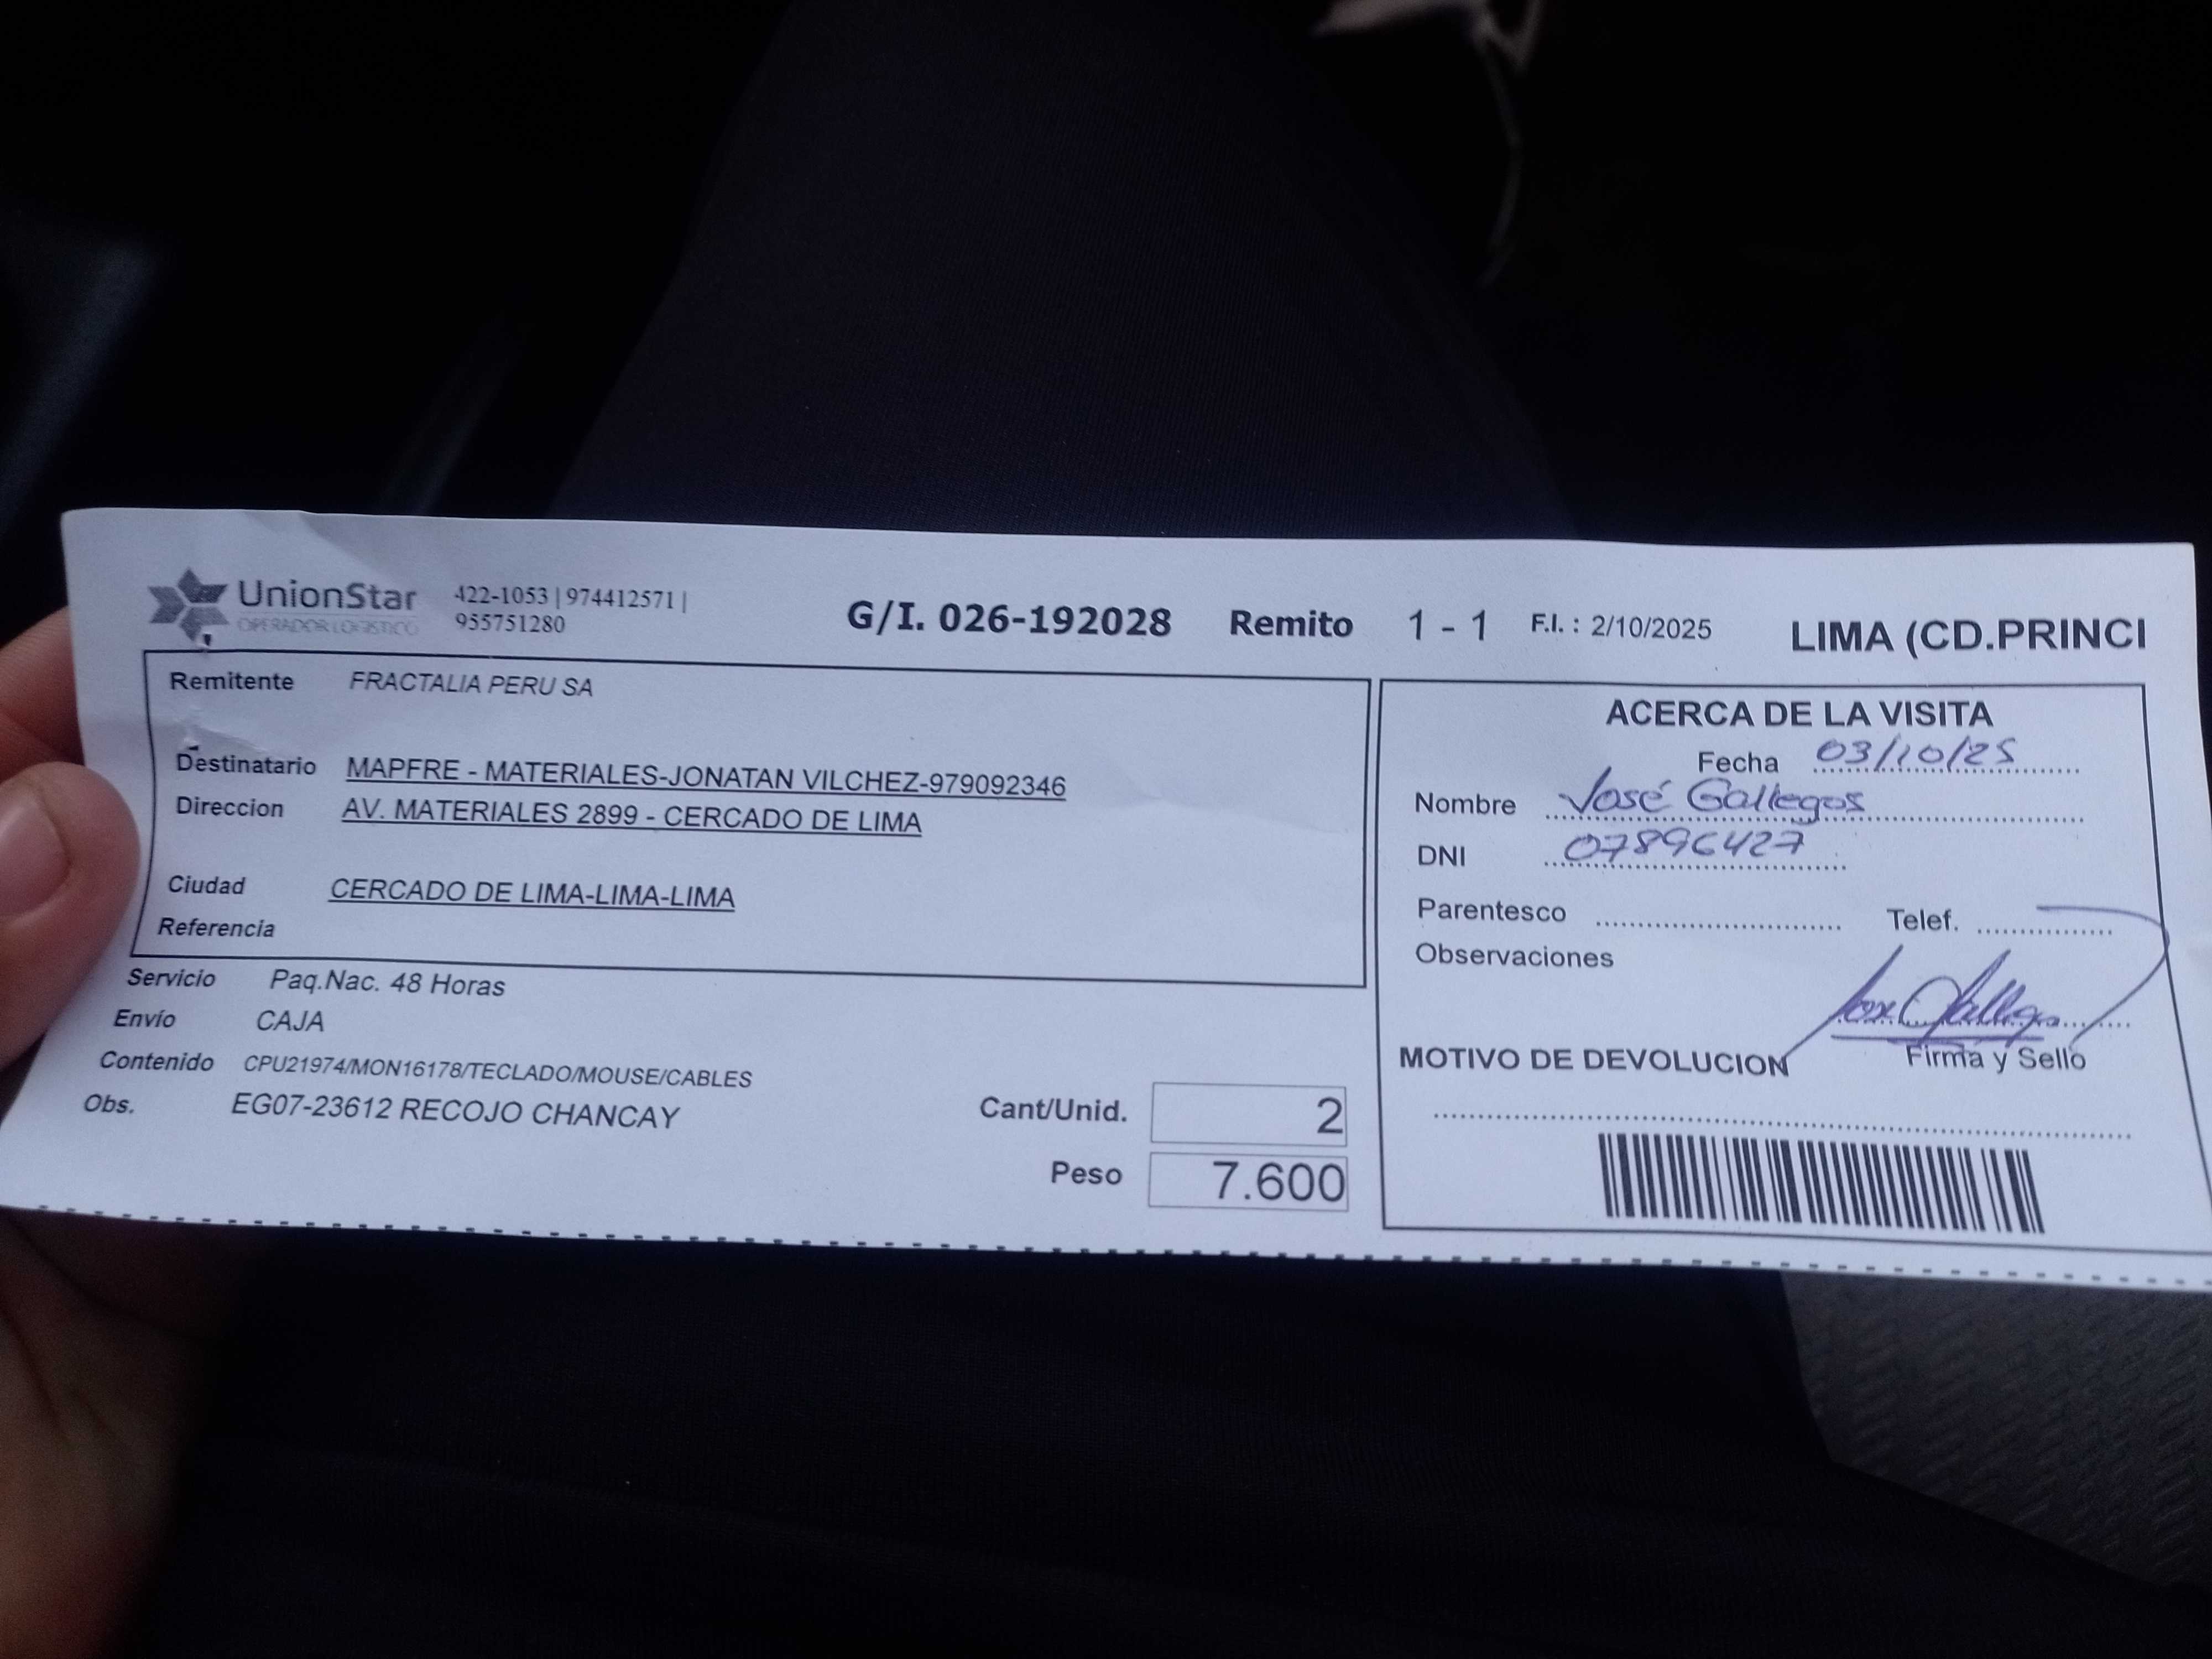 UnionStar
OPERADOR LOGISTICO
422-1053 | 974412571 |
955751280
G/I. 026-192028 Remito 1 - 1 F.I. : 2/10/2025 LIMA (CD.PRINCI
Remitente FRACTALIA PERU SA
Destinatario MAPFRE - MATERIALES-JONATAN VILCHEZ-979092346
Direccion AV. MATERIALES 2899 - CERCADO DE LIMA
Ciudad CERCADO DE LIMA-LIMA-LIMA
Referencia
Servicio Paq.Nac. 48 Horas
Envío CAJA
Contenido CPU21974/MON16178/TECLADO/MOUSE/CABLES
Obs. EG07-23612 RECOJO CHANCAY
Cant/Unid. 2
Peso 7.600
ACERCA DE LA VISITA
Fecha 03/10/25
Nombre José Gallegos
DNI 07896427
Parentesco Telef.
Observaciones
Jose Gallegos
Firma y Sello
MOTIVO DE DEVOLUCION